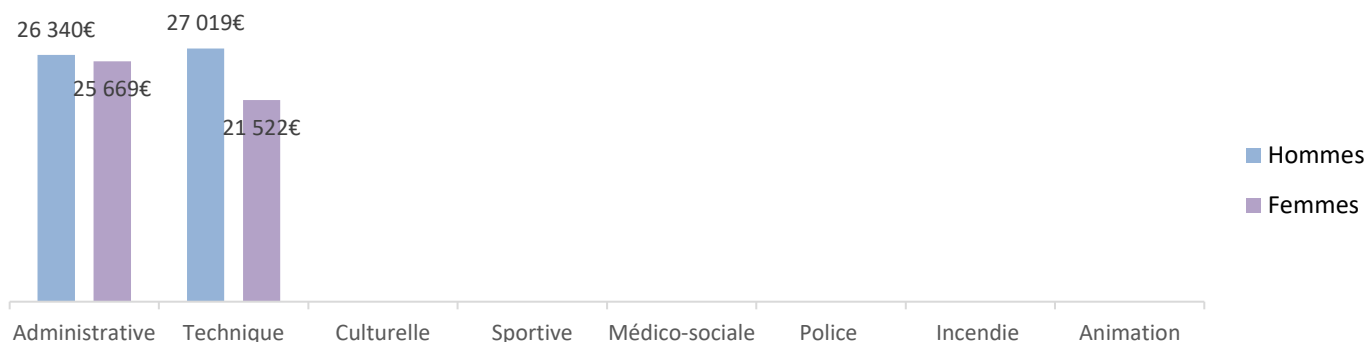 26 340€
27 019€
25 669€
21 522€
Hommes
Femmes
Administrative Technique Culturelle Sportive Médico-sociale Police Incendie Animation